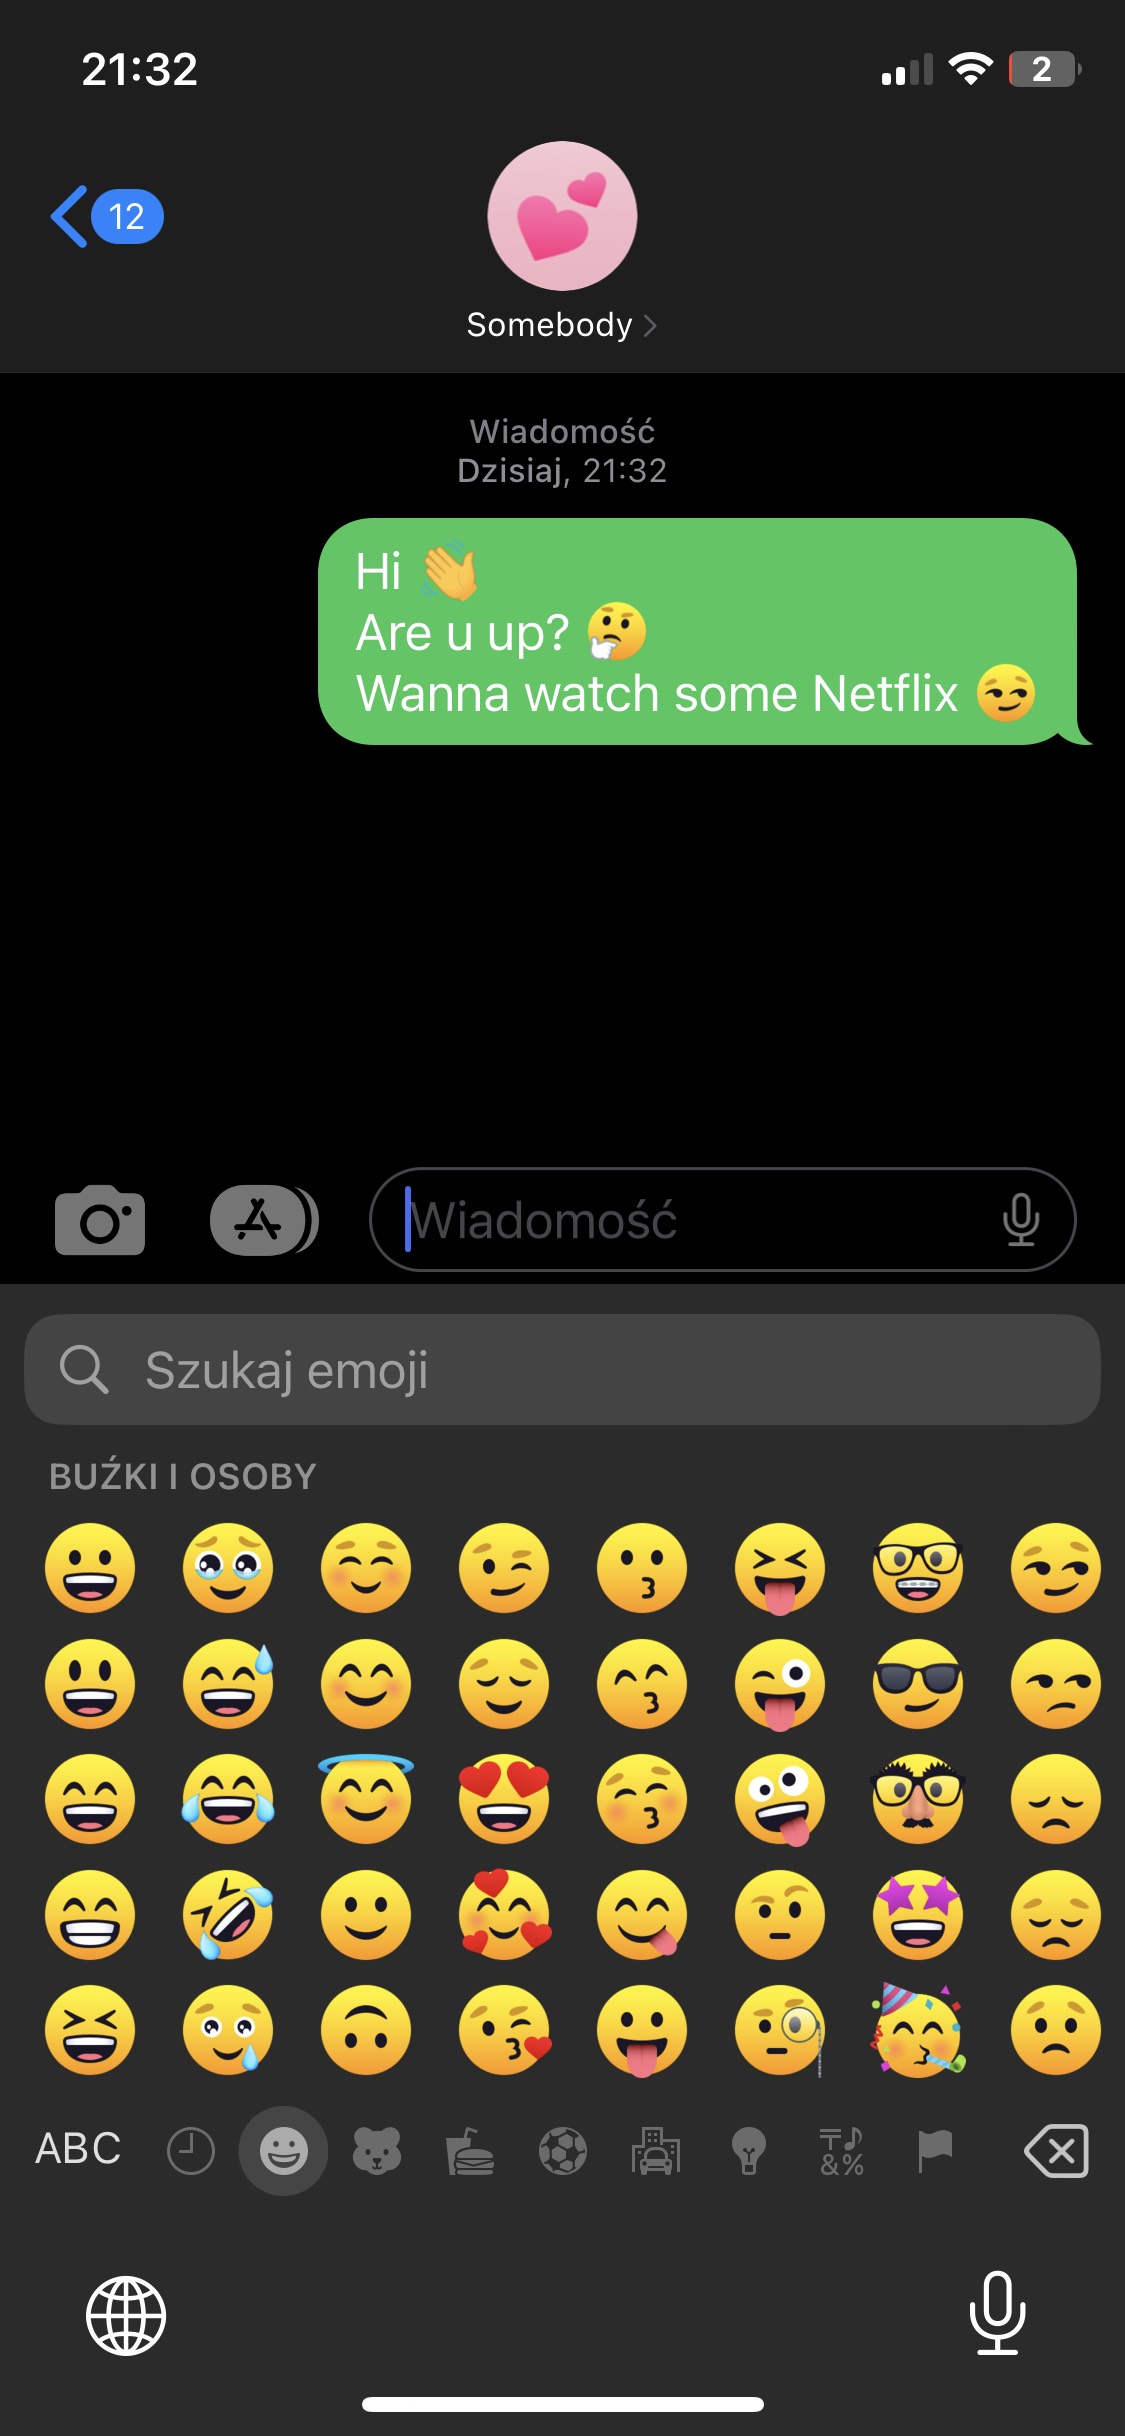 21:32
2
12
Somebody
Wiadomość
Dzisiaj, 21:32
Hi 👋
Are u up? 🤔
Wanna watch some Netflix 😏
Wiadomość
Szukaj emoji
BUŹKI I OSOBY
ABC
&%